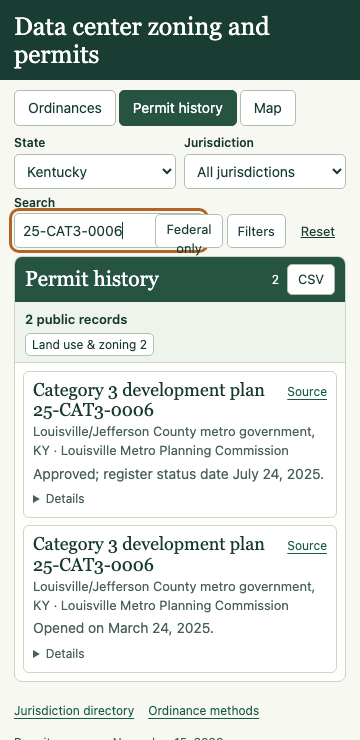 Data center zoning and
permits
Ordinances
Permit history
Map
State
Jurisdiction
Kentucky
All jurisdictions
Search
25-CAT3-0006
Federal
only
Filters
Reset
Permit history
2
CSV
2 public records
Land use & zoning 2
Category 3 development plan
25-CAT3-0006
Source
Louisville/Jefferson County metro government,
KY · Louisville Metro Planning Commission
Approved; register status date July 24, 2025.
Details
Category 3 development plan
25-CAT3-0006
Source
Louisville/Jefferson County metro government,
KY · Louisville Metro Planning Commission
Opened on March 24, 2025.
Details
Jurisdiction directory
Ordinance methods